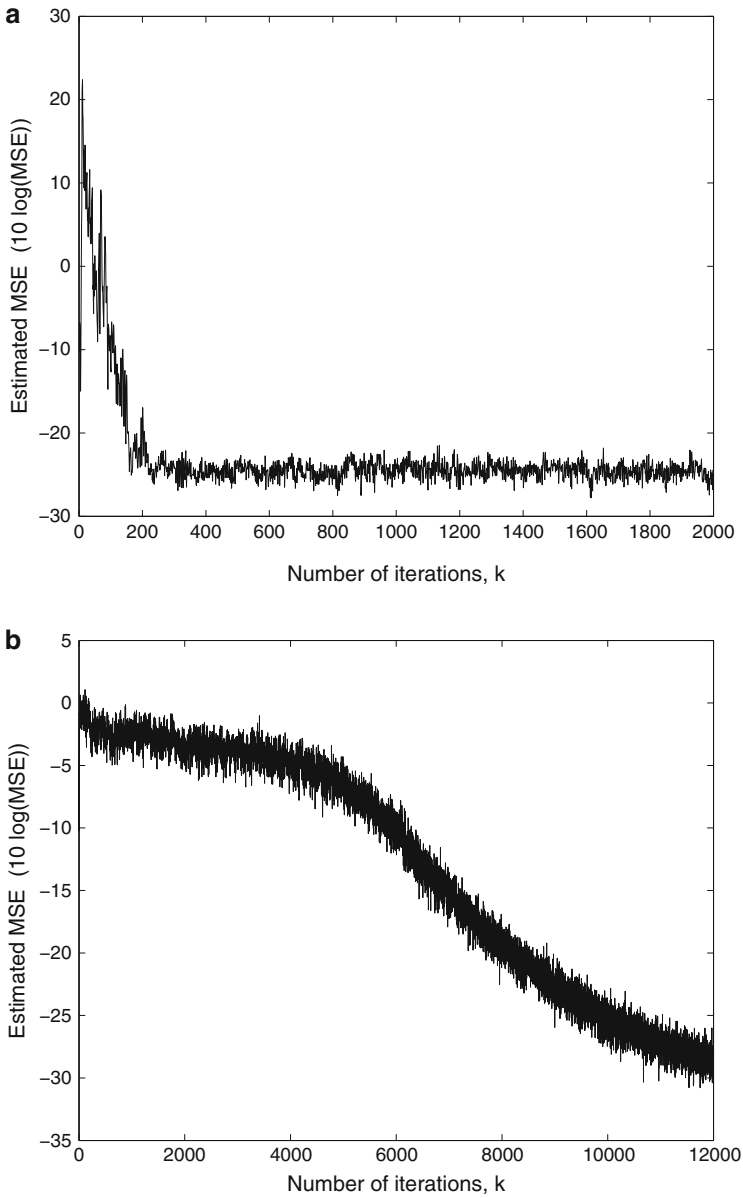 a
30
20
10
0
−10
−20
−30
Estimated MSE (10 log(MSE))
0 200 400 600 800 1000 1200 1400 1600 1800 2000
Number of iterations, k
b
5
0
−5
−10
−15
−20
−25
−30
−35
Estimated MSE (10 log(MSE))
0 2000 4000 6000 8000 10000 12000
Number of iterations, k